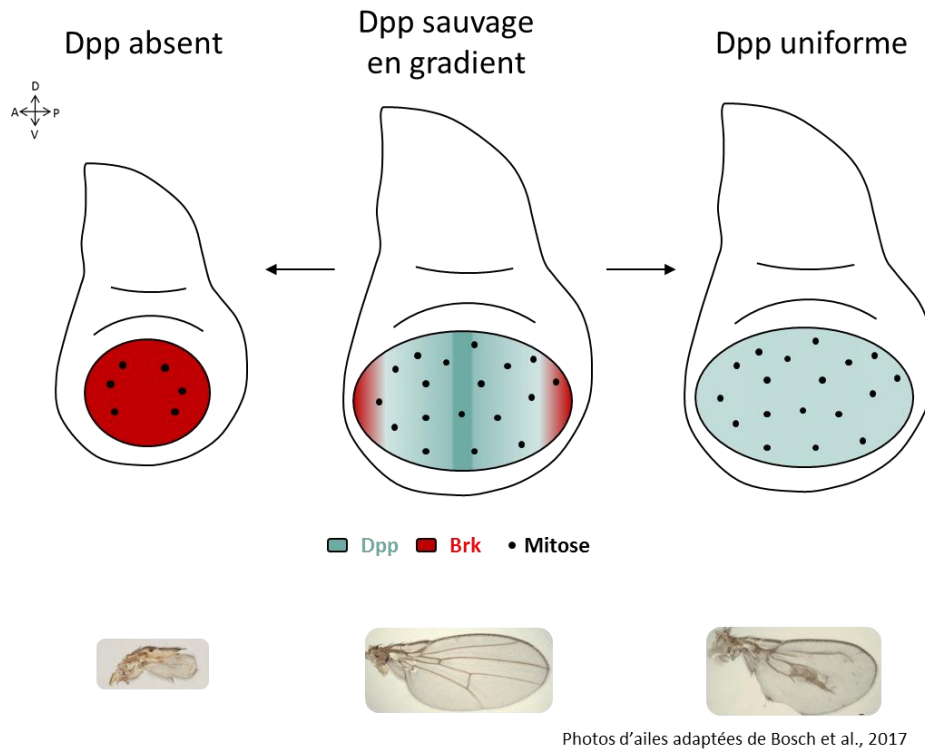 Dpp absent
Dpp sauvage
en gradient
Dpp uniforme
D
A P
V
Dpp Brk • Mitose
Photos d'ailes adaptées de Bosch et al., 2017